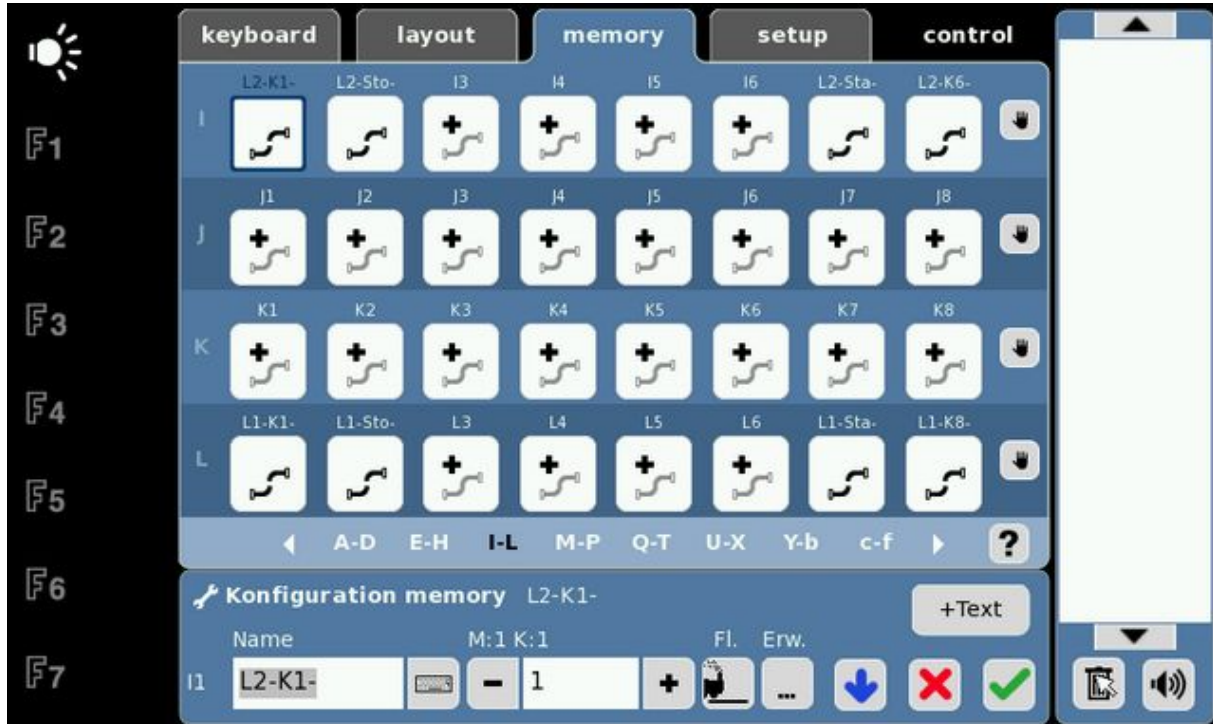 keyboard layout memory setup control
L2-K1- L2-Sto- I3 I4 I5 I6 L2-Sta- L2-K6-
I
F1
J1 J2 J3 J4 J5 J6 J7 J8
J
F2
K1 K2 K3 K4 K5 K6 K7 K8
F3
K
F4
L1-K1- L1-Sto- L3 L4 L5 L6 L1-Sta- L1-K8-
L
F5
A-D E-H I-L M-P Q-T U-X Y-b c-f ?
F6
Konfiguration memory L2-K1-
+Text
Name M:1 K:1 Fl. Erw.
F7
I1 L2-K1- - 1 + ...